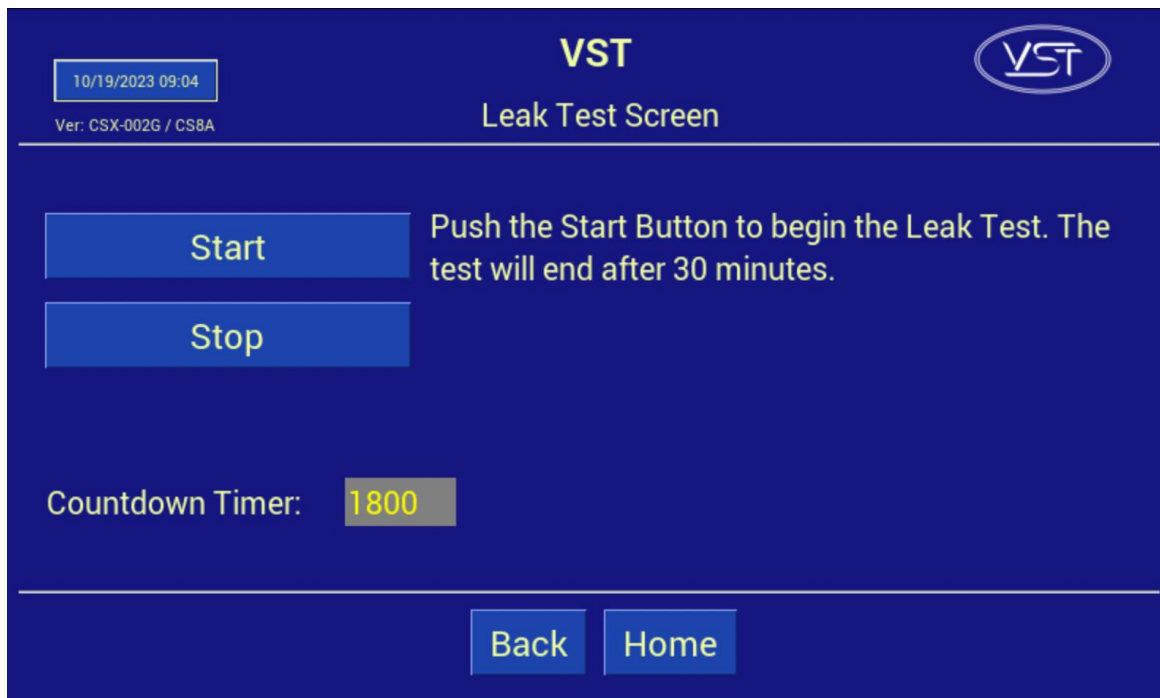 VST
VST
10/19/2023 09:04
Ver: CSX-002G / CS8A
Leak Test Screen
Start
Push the Start Button to begin the Leak Test. The
test will end after 30 minutes.
Stop
Countdown Timer: 1800
Back Home